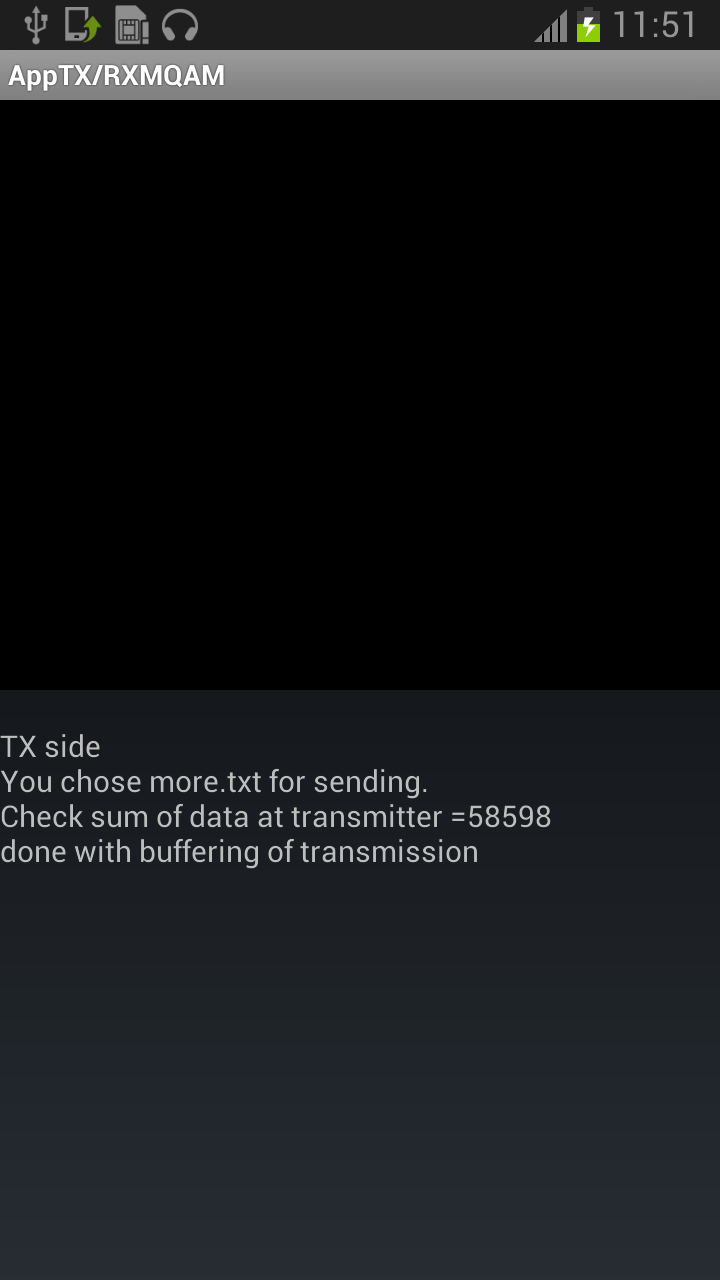 11:51
AppTX/RXMQAM
TX side
You chose more.txt for sending.
Check sum of data at transmitter =58598
done with buffering of transmission